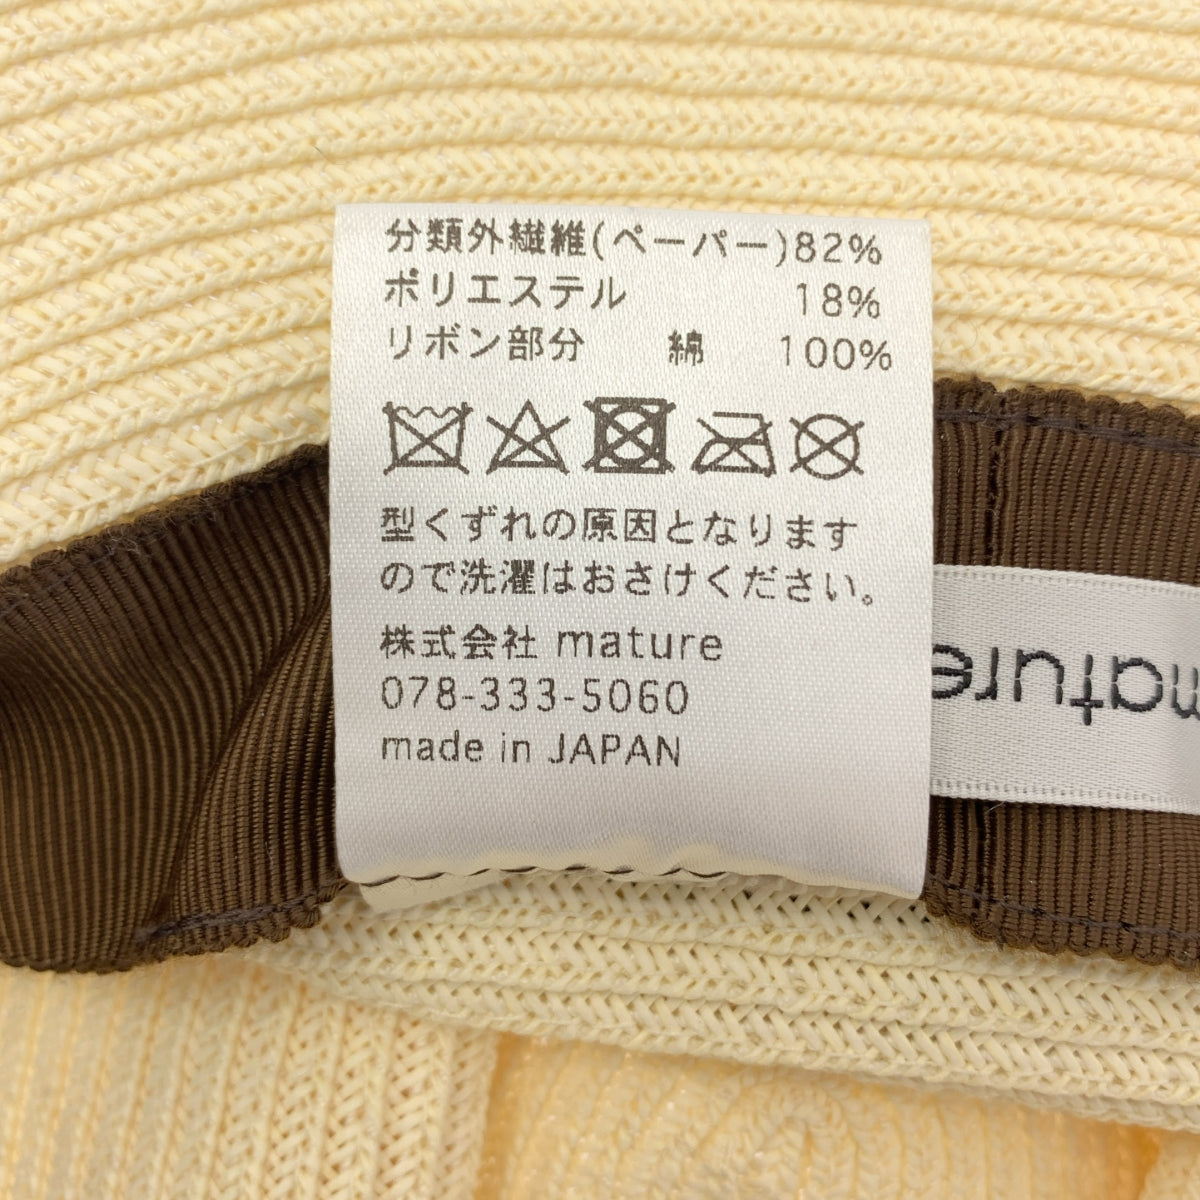 分類外繊維(ペーパー)82%
ポリエステル 18%
リボン部分 綿 100%
型くずれの原因となります
ので洗濯はおさけください。
株式会社 mature
078-333-5060
made in JAPAN
mature